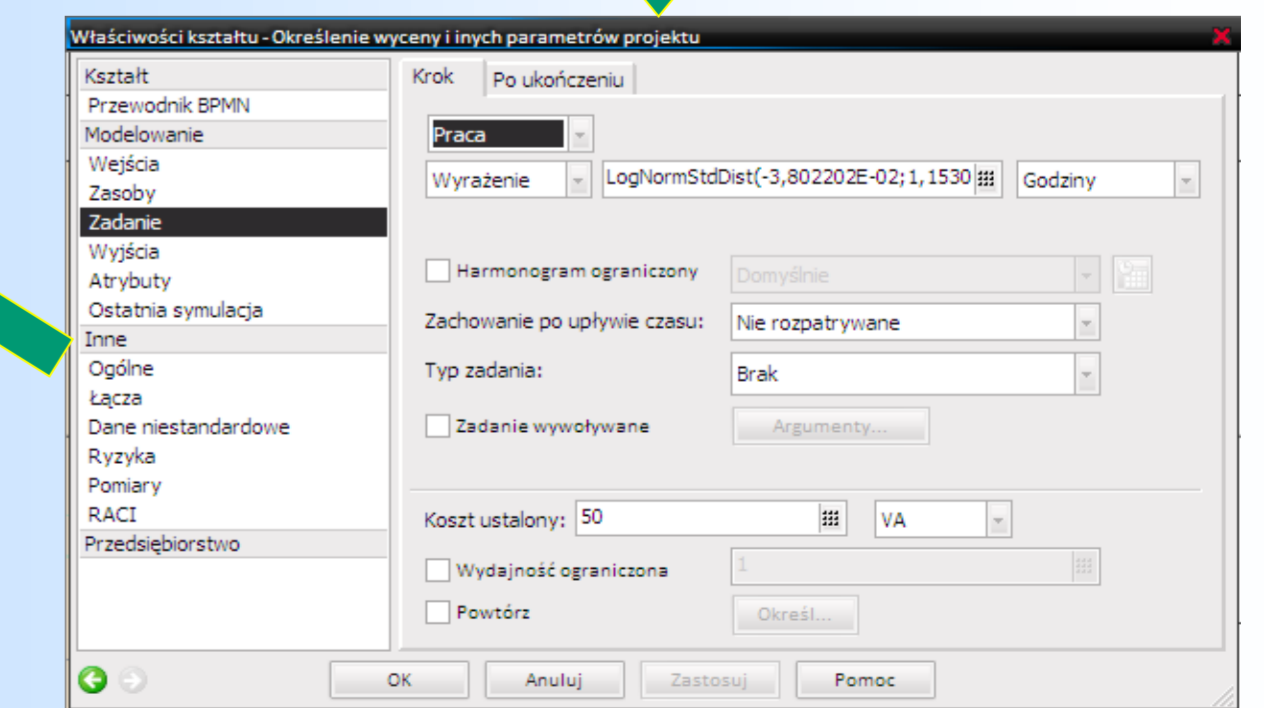 Właściwości kształtu - Określenie wyceny i inych parametrów projektu
Kształt
Przewodnik BPMN
Modelowanie
Wejścia
Zasoby
Zadanie
Wyjścia
Atrybuty
Ostatnia symulacja
Inne
Ogólne
Łącza
Dane niestandardowe
Ryzyka
Pomiary
RACI
Przedsiębiorstwo
Krok Po ukończeniu
Praca
Wyrażenie LogNormStdDist(-3,802202E-02;1,1530 Godziny
Harmonogram ograniczony Domyślnie
Zachowanie po upływie czasu: Nie rozpatrywane
Typ zadania: Brak
Zadanie wywoływane Argumenty...
Koszt ustalony: 50 VA
Wydajność ograniczona 1
Powtórz Określ...
OK Anuluj Zastosuj Pomoc